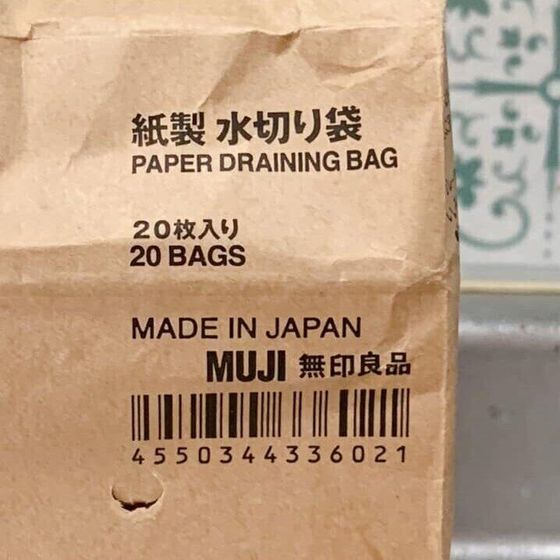 紙製 水切り袋
PAPER DRAINING BAG
20枚入り
20 BAGS
MADE IN JAPAN
MUJI 無印良品
4550344336021